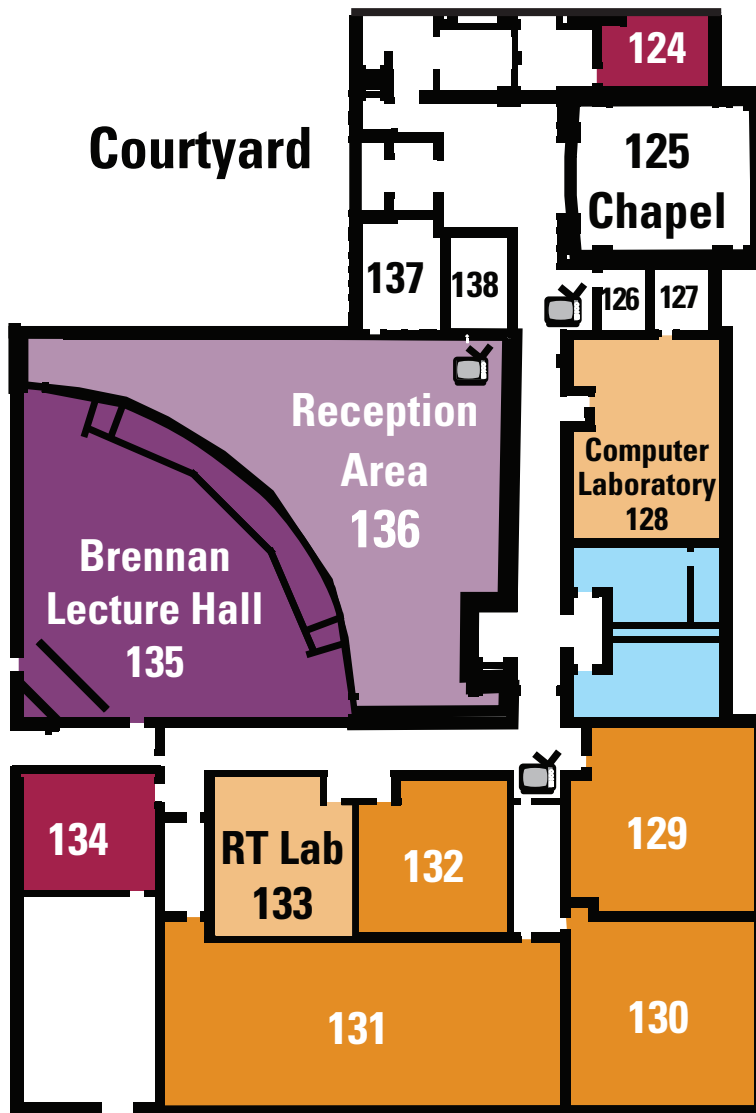 124
Courtyard
125
Chapel
137
138
126
127
Reception
Area
136
Computer
Laboratory
128
Brennan
Lecture Hall
135
134
RT Lab
133
132
129
131
130